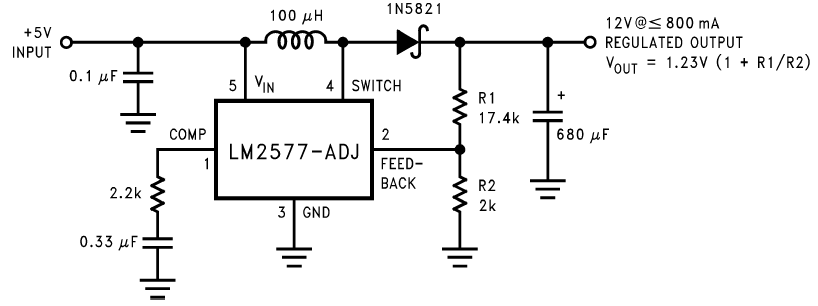 100 μH
1N5821
+5V
INPUT
12V@≤ 800 mA
REGULATED OUTPUT
VOUT = 1.23V (1 + R1/R2)
0.1 μF
5
VIN
4
SWITCH
R1
17.4k
+
680 μF
COMP
1
LM2577-ADJ
2
FEED-
BACK
2.2k
R2
2k
3
GND
0.33 μF